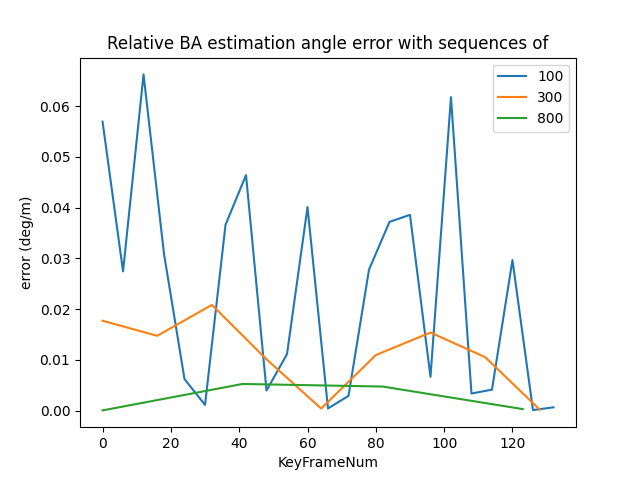 Relative BA estimation angle error with sequences of
100
300
800
error (deg/m)
0.06
0.05
0.04
0.03
0.02
0.01
0.00
0 20 40 60 80 100 120
KeyFrameNum